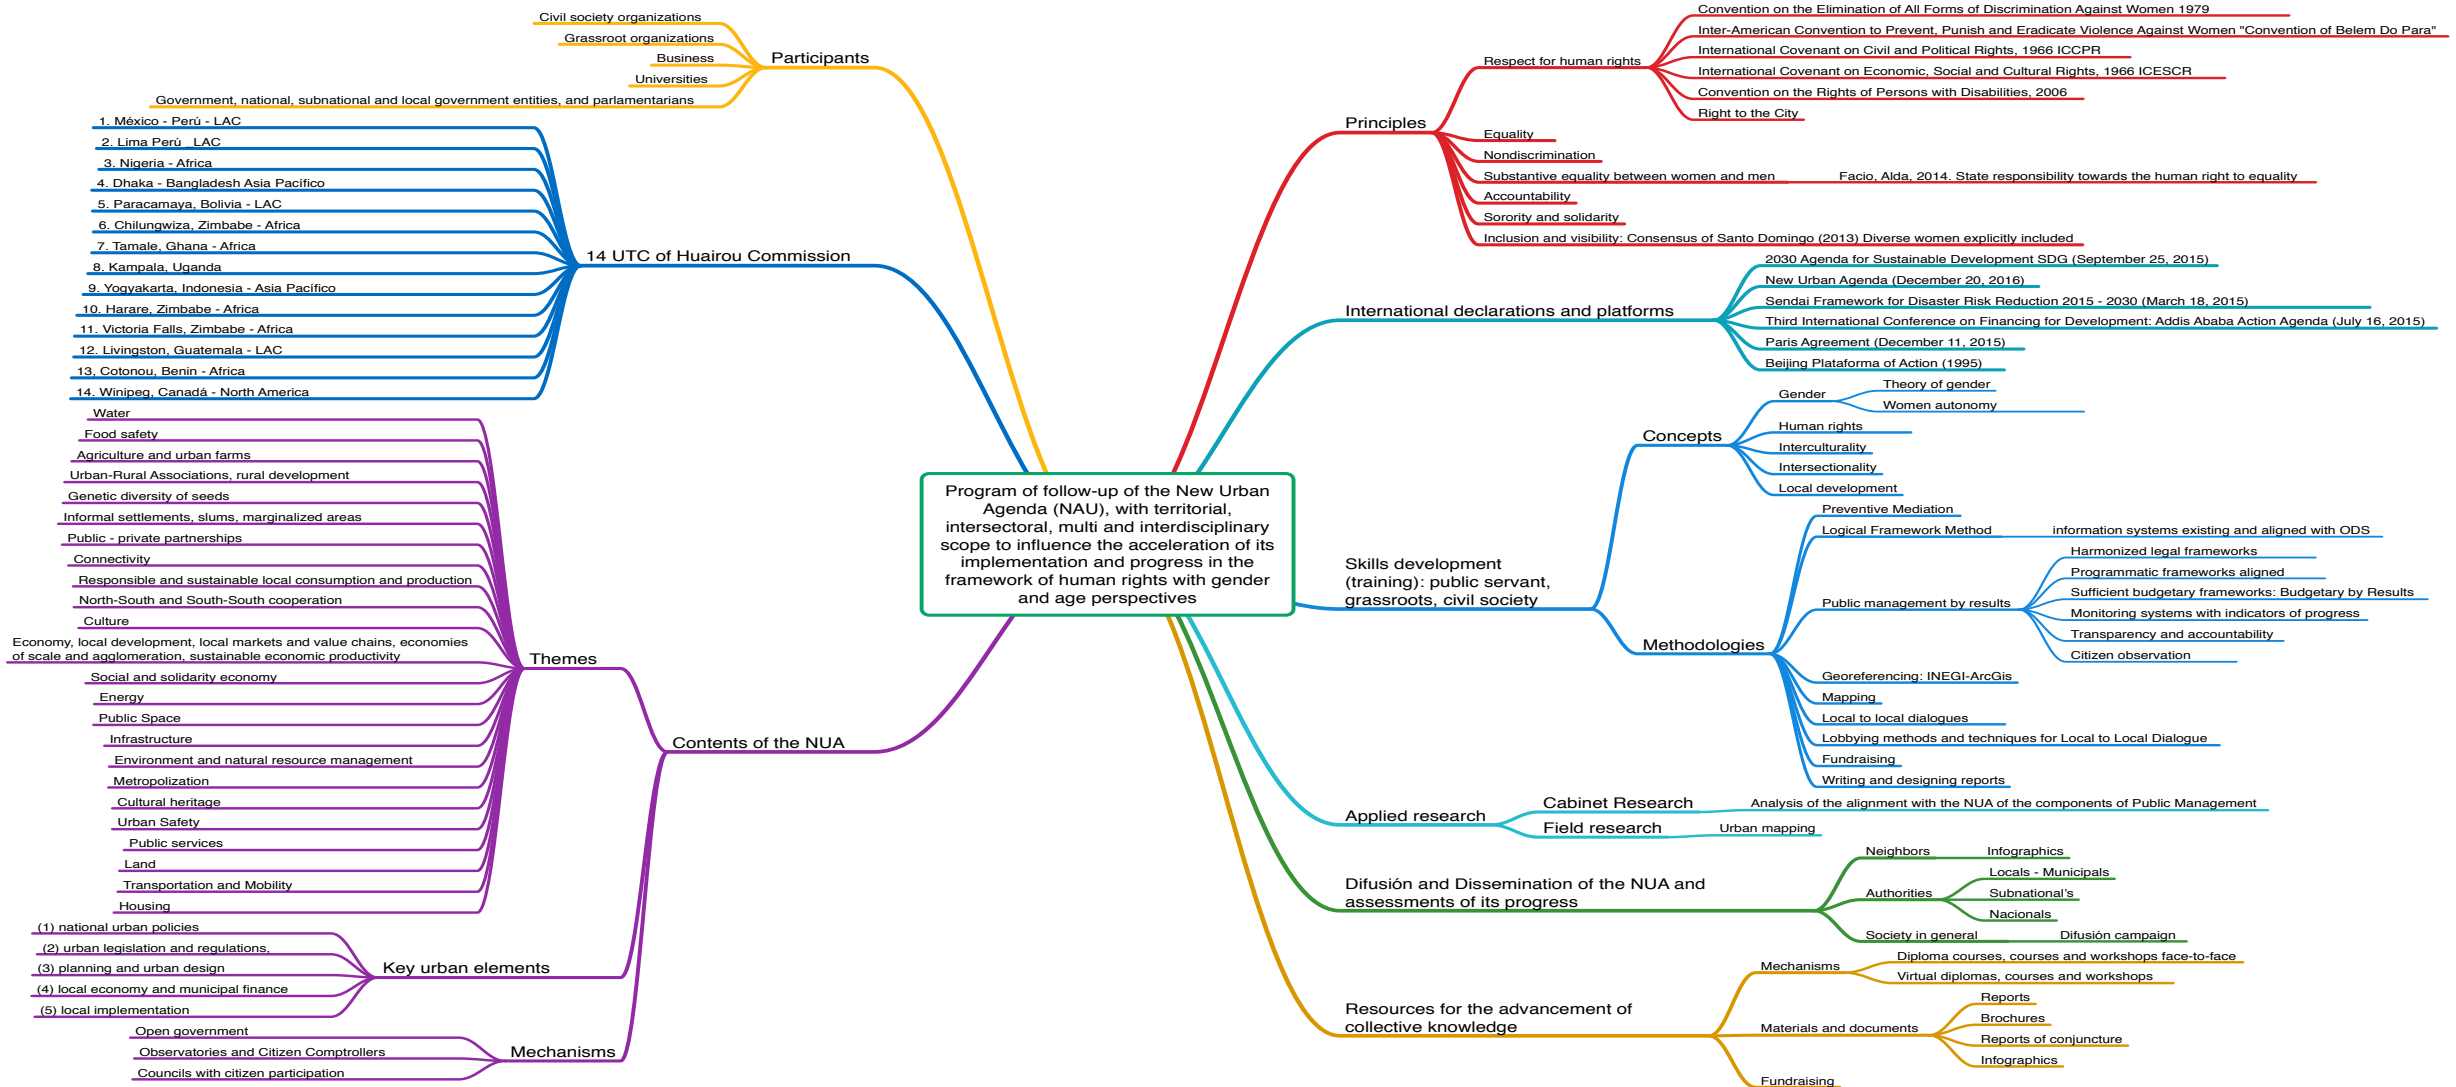 Program of follow-up of the New Urban
Agenda (NAU), with territorial,
intersectoral, multi and interdisciplinary
scope to influence the acceleration of its
implementation and progress in the
framework of human rights with gender
and age perspectives
Participants
Civil society organizations
Grassroot organizations
Business
Universities
Government, national, subnational and local government entities, and parlamentarians
14 UTC of Huairou Commission
1. México - Perú - LAC
2. Lima Perú _LAC
3. Nigeria - Africa
4. Dhaka - Bangladesh Asia Pacífico
5. Paracamaya, Bolivia - LAC
6. Chilungwiza, Zimbabe - Africa
7. Tamale, Ghana - Africa
8. Kampala, Uganda
9. Yogyakarta, Indonesia - Asia Pacífico
10. Harare, Zimbabe - Africa
11. Victoria Falls, Zimbabe - Africa
12. Livingston, Guatemala - LAC
13, Cotonou, Benin - Africa
14. Winipeg, Canadá - North America
Contents of the NUA
Themes
Water
Food safety
Agriculture and urban farms
Urban-Rural Associations, rural development
Genetic diversity of seeds
Informal settlements, slums, marginalized areas
Public - private partnerships
Connectivity
Responsible and sustainable local consumption and production
North-South and South-South cooperation
Culture
Economy, local development, local markets and value chains, economies
of scale and agglomeration, sustainable economic productivity
Social and solidarity economy
Energy
Public Space
Infrastructure
Environment and natural resource management
Metropolization
Cultural heritage
Urban Safety
Public services
Land
Transportation and Mobility
Housing
Key urban elements
(1) national urban policies
(2) urban legislation and regulations,
(3) planning and urban design
(4) local economy and municipal finance
(5) local implementation
Mechanisms
Open government
Observatories and Citizen Comptrollers
Councils with citizen participation
Principles
Respect for human rights
Convention on the Elimination of All Forms of Discrimination Against Women 1979
Inter-American Convention to Prevent, Punish and Eradicate Violence Against Women "Convention of Belem Do Para"
International Covenant on Civil and Political Rights, 1966 ICCPR
International Covenant on Economic, Social and Cultural Rights, 1966 ICESCR
Convention on the Rights of Persons with Disabilities, 2006
Right to the City
Equality
Nondiscrimination
Substantive equality between women and men
Facio, Alda, 2014. State responsibility towards the human right to equality
Accountability
Sorority and solidarity
Inclusion and visibility: Consensus of Santo Domingo (2013) Diverse women explicitly included
International declarations and platforms
2030 Agenda for Sustainable Development SDG (September 25, 2015)
New Urban Agenda (December 20, 2016)
Sendai Framework for Disaster Risk Reduction 2015 - 2030 (March 18, 2015)
Third International Conference on Financing for Development: Addis Ababa Action Agenda (July 16, 2015)
Paris Agreement (December 11, 2015)
Beijing Plataforma of Action (1995)
Skills development
(training): public servant,
grassroots, civil society
Concepts
Gender
Theory of gender
Women autonomy
Human rights
Interculturality
Intersectionality
Local development
Methodologies
Preventive Mediation
Logical Framework Method
information systems existing and aligned with ODS
Public management by results
Harmonized legal frameworks
Programmatic frameworks aligned
Sufficient budgetary frameworks: Budgetary by Results
Monitoring systems with indicators of progress
Transparency and accountability
Citizen observation
Georeferencing: INEGI-ArcGis
Mapping
Local to local dialogues
Lobbying methods and techniques for Local to Local Dialogue
Fundraising
Writing and designing reports
Applied research
Cabinet Research
Analysis of the alignment with the NUA of the components of Public Management
Field research
Urban mapping
Difusión and Dissemination of the NUA and
assessments of its progress
Neighbors
Infographics
Authorities
Locals - Municipals
Subnational's
Nacionals
Society in general
Difusión campaign
Resources for the advancement of
collective knowledge
Mechanisms
Diploma courses, courses and workshops face-to-face
Virtual diplomas, courses and workshops
Materials and documents
Reports
Brochures
Reports of conjuncture
Infographics
Fundraising